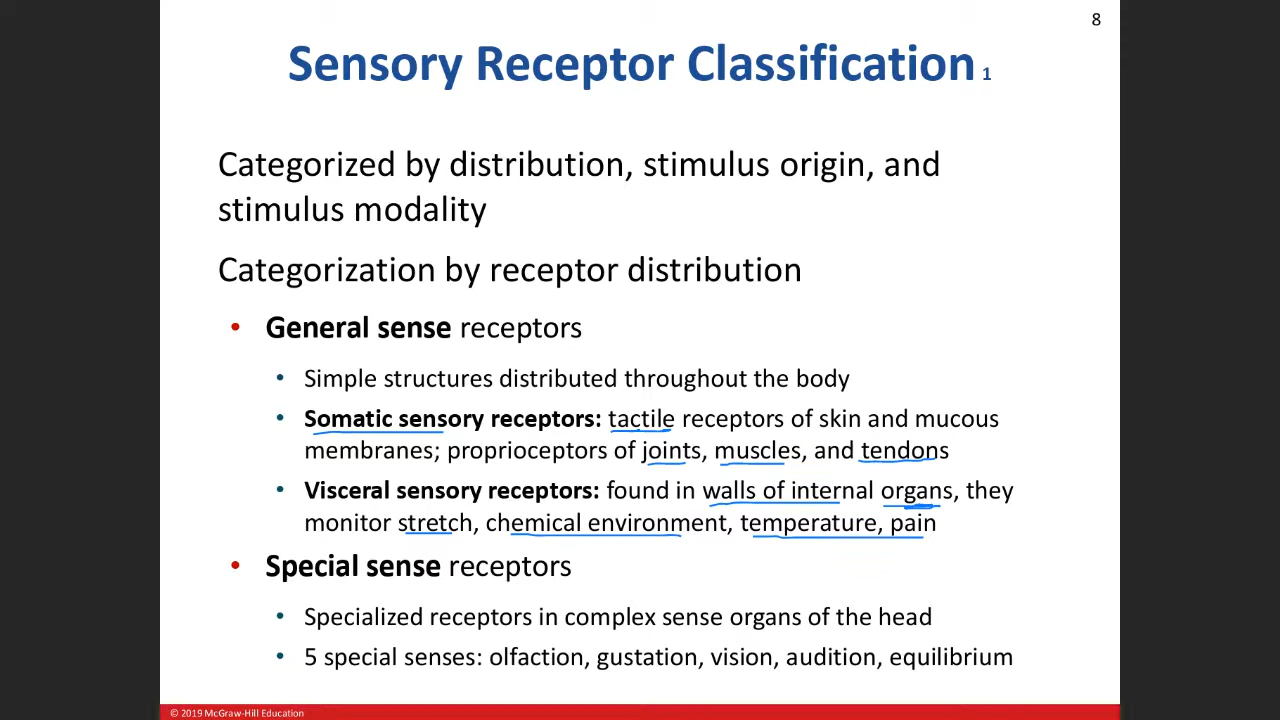 8
Sensory Receptor Classification 1
Categorized by distribution, stimulus origin, and
stimulus modality
Categorization by receptor distribution
• General sense receptors
• Simple structures distributed throughout the body
• Somatic sensory receptors: tactile receptors of skin and mucous
membranes; proprioceptors of joints, muscles, and tendons
• Visceral sensory receptors: found in walls of internal organs, they
monitor stretch, chemical environment, temperature, pain
• Special sense receptors
• Specialized receptors in complex sense organs of the head
• 5 special senses: olfaction, gustation, vision, audition, equilibrium
© 2019 McGraw-Hill Education